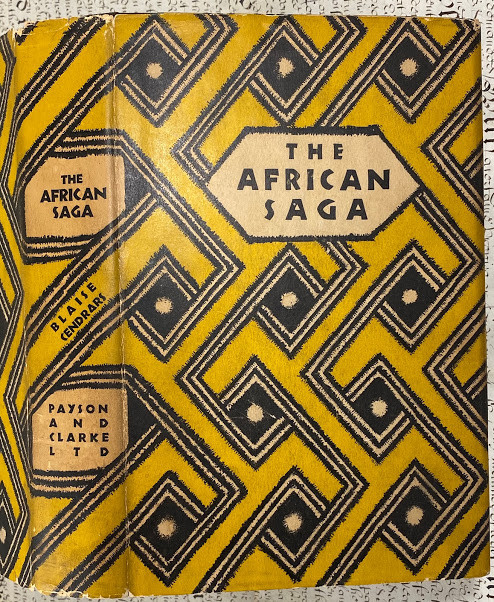 THE
AFRICAN
SAGA
BLAISE
CENDRARS
PAYSON
AND
CLARKE
LTD
THE
AFRICAN
SAGA